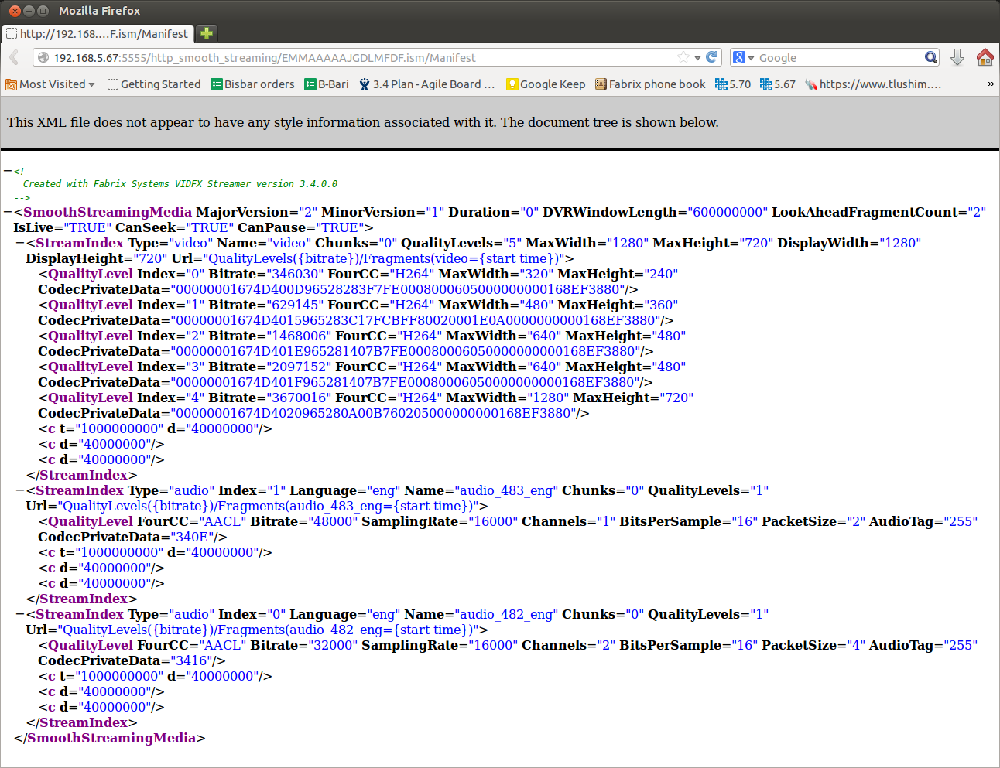 Mozilla Firefox
http://192.168....F.ism/Manifest
192.168.5.67:5555/http_smooth_streaming/EMMAAAAAJGDLMFDF.ism/Manifest
Google
Most Visited
Getting Started
Bisbar orders
B-Bari
3.4 Plan - Agile Board ...
Google Keep
Fabrix phone book
5.70
5.67
https://www.tlushim....
»
This XML file does not appear to have any style information associated with it. The document tree is shown below.
−<!--
Created with Fabrix Systems VIDFX Streamer version 3.4.0.0
-->
−<SmoothStreamingMedia MajorVersion="2" MinorVersion="1" Duration="0" DVRWindowLength="600000000" LookAheadFragmentCount="2"
IsLive="TRUE" CanSeek="TRUE" CanPause="TRUE">
−<StreamIndex Type="video" Name="video" Chunks="0" QualityLevels="5" MaxWidth="1280" MaxHeight="720" DisplayWidth="1280"
DisplayHeight="720" Url="QualityLevels({bitrate})/Fragments(video={start time})">
<QualityLevel Index="0" Bitrate="346030" FourCC="H264" MaxWidth="320" MaxHeight="240"
CodecPrivateData="00000001674D400D96528283F7FE0008000605000000000168EF3880"/>
<QualityLevel Index="1" Bitrate="629145" FourCC="H264" MaxWidth="480" MaxHeight="360"
CodecPrivateData="00000001674D4015965283C17FCBFF80020001E0A0000000000168EF3880"/>
<QualityLevel Index="2" Bitrate="1468006" FourCC="H264" MaxWidth="640" MaxHeight="480"
CodecPrivateData="00000001674D401E965281407B7FE00080006050000000000168EF3880"/>
<QualityLevel Index="3" Bitrate="2097152" FourCC="H264" MaxWidth="640" MaxHeight="480"
CodecPrivateData="00000001674D401F965281407B7FE00080006050000000000168EF3880"/>
<QualityLevel Index="4" Bitrate="3670016" FourCC="H264" MaxWidth="1280" MaxHeight="720"
CodecPrivateData="00000001674D4020965280A00B760205000000000168EF3880"/>
<c t="1000000000" d="40000000"/>
<c d="40000000"/>
<c d="40000000"/>
</StreamIndex>
−<StreamIndex Type="audio" Index="1" Language="eng" Name="audio_483_eng" Chunks="0" QualityLevels="1"
Url="QualityLevels({bitrate})/Fragments(audio_483_eng={start time})">
<QualityLevel FourCC="AACL" Bitrate="48000" SamplingRate="16000" Channels="1" BitsPerSample="16" PacketSize="2" AudioTag="255"
CodecPrivateData="340E"/>
<c t="1000000000" d="40000000"/>
<c d="40000000"/>
<c d="40000000"/>
</StreamIndex>
−<StreamIndex Type="audio" Index="0" Language="eng" Name="audio_482_eng" Chunks="0" QualityLevels="1"
Url="QualityLevels({bitrate})/Fragments(audio_482_eng={start time})">
<QualityLevel FourCC="AACL" Bitrate="32000" SamplingRate="16000" Channels="2" BitsPerSample="16" PacketSize="4" AudioTag="255"
CodecPrivateData="3416"/>
<c t="1000000000" d="40000000"/>
<c d="40000000"/>
<c d="40000000"/>
</StreamIndex>
</SmoothStreamingMedia>